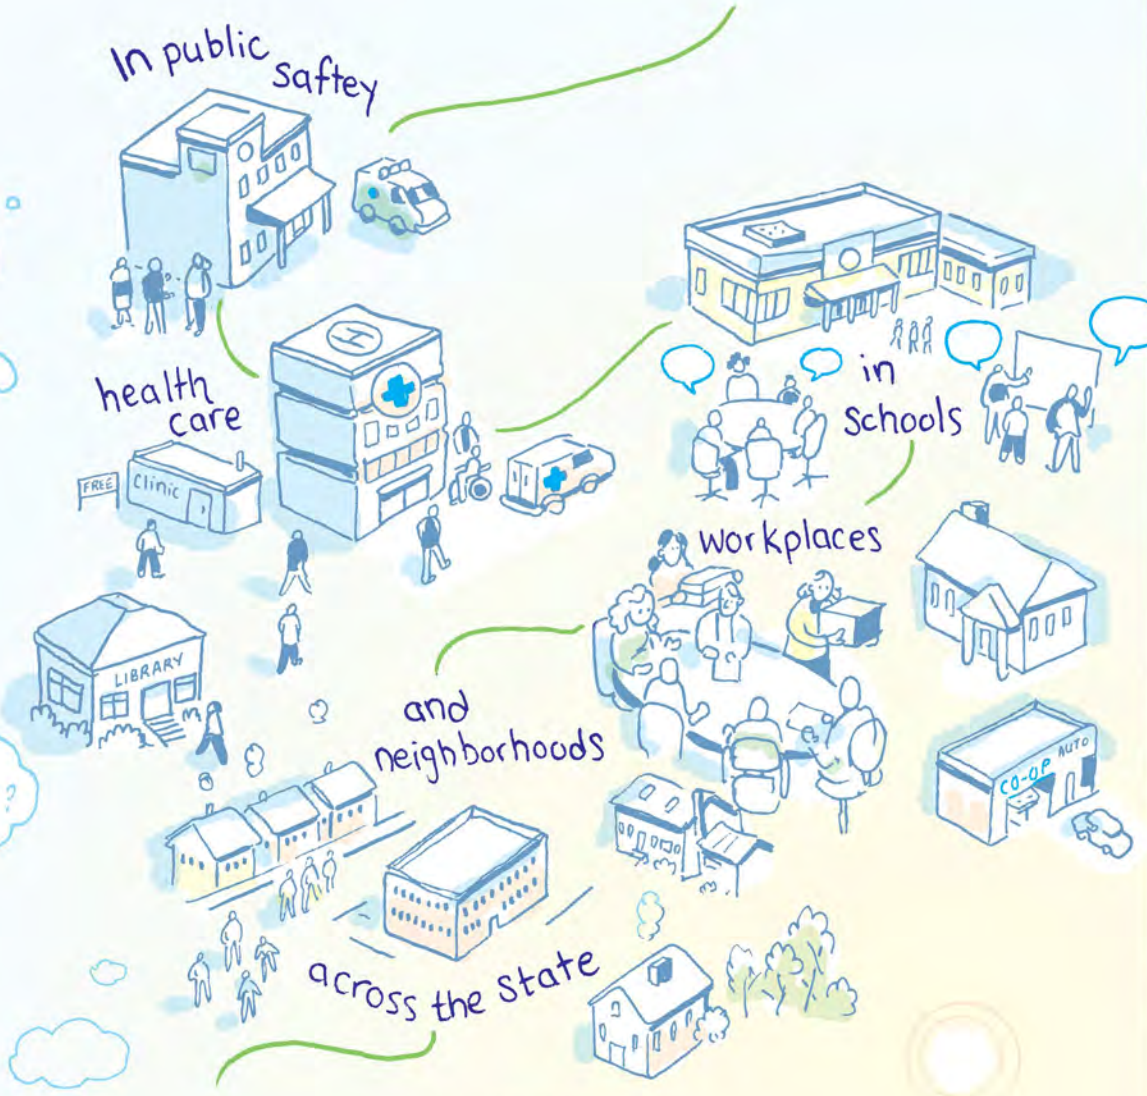 In public
saftey
H
health
care
FREE
Clinic
in
schools
workplaces
LIBRARY
and
neighborhoods
CO-OP AUTO
?
across the state